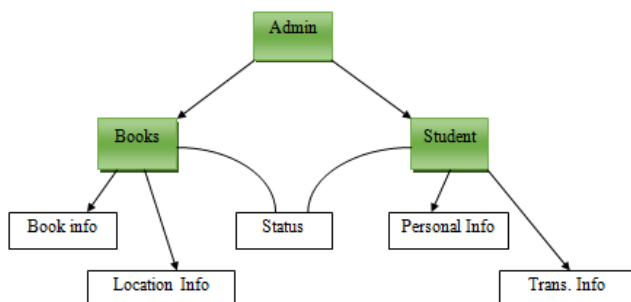 Admin
Books
Student
Book info
Status
Personal Info
Location Info
Trans. Info